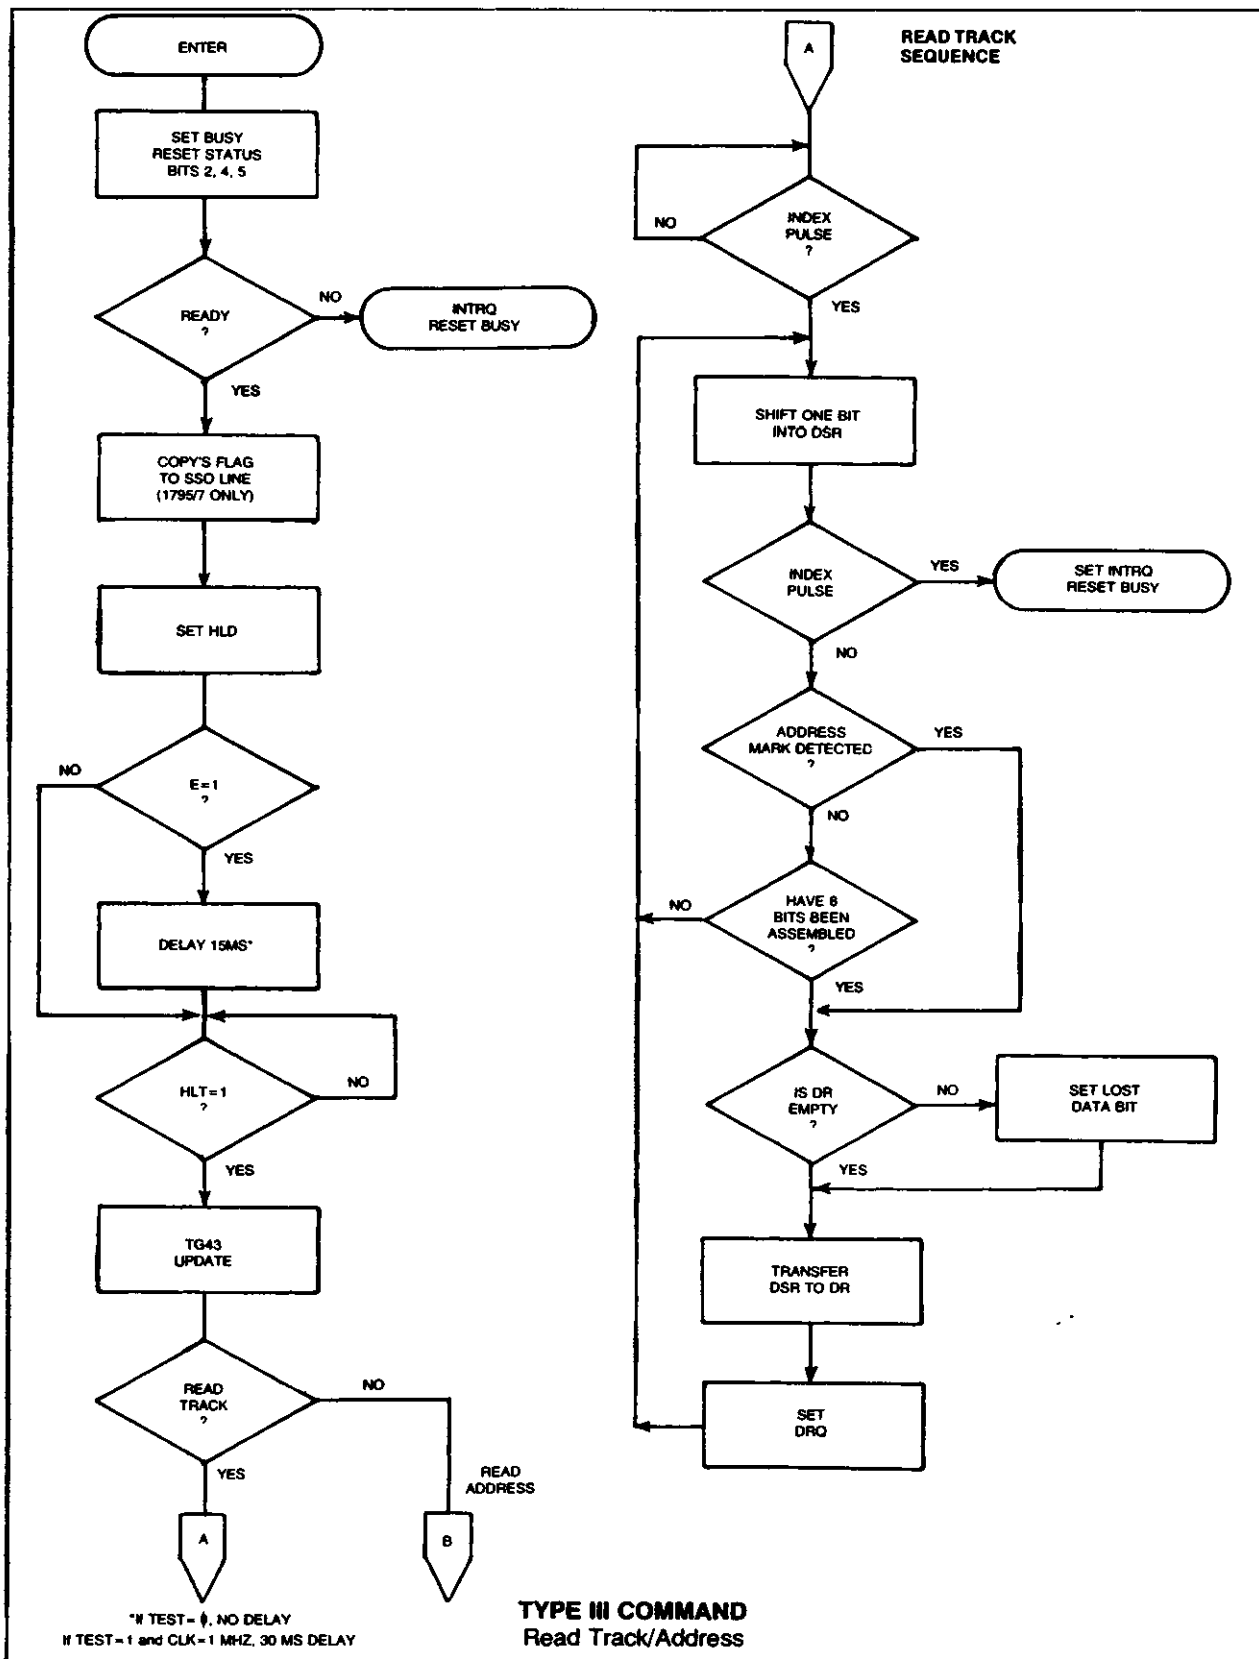 ENTER
SET BUSY
RESET STATUS
BITS 2, 4, 5
READY
?
NO
INTRQ
RESET BUSY
YES
COPY'S FLAG
TO SSO LINE
(1795/7 ONLY)
SET HLD
NO
E=1
?
YES
DELAY 15MS*
HLT=1
?
NO
YES
TG43
UPDATE
READ
TRACK
?
NO
YES
READ
ADDRESS
A
B
*If TEST=ϕ, NO DELAY
If TEST=1 and CLK=1 MHZ, 30 MS DELAY
A
READ TRACK
SEQUENCE
NO
INDEX
PULSE
?
YES
SHIFT ONE BIT
INTO DSR
INDEX
PULSE
YES
SET INTRQ
RESET BUSY
NO
ADDRESS
MARK DETECTED
?
YES
NO
NO
HAVE 8
BITS BEEN
ASSEMBLED
?
YES
IS DR
EMPTY
?
NO
SET LOST
DATA BIT
YES
TRANSFER
DSR TO DR
SET
DRQ
TYPE III COMMAND
Read Track/Address